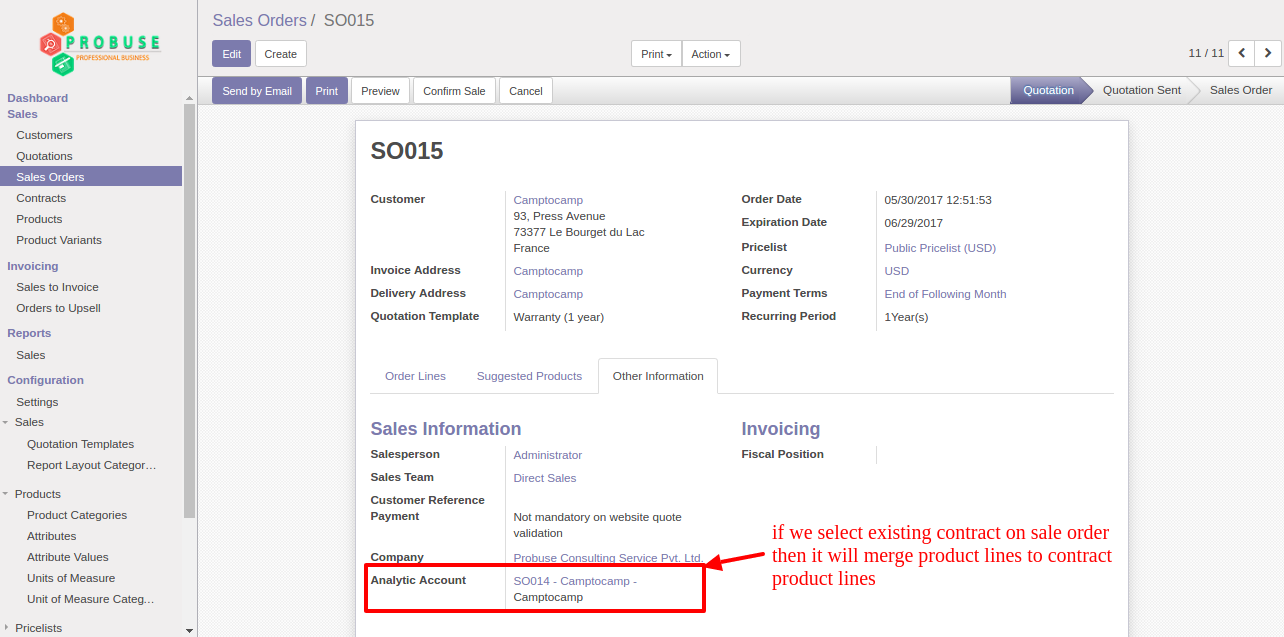 PROBUSE
PROFESSIONAL BUSINESS
Dashboard
Sales
Customers
Quotations
Sales Orders
Contracts
Products
Product Variants
Invoicing
Sales to Invoice
Orders to Upsell
Reports
Sales
Configuration
Settings
Sales
Quotation Templates
Report Layout Categor...
Products
Product Categories
Attributes
Attribute Values
Units of Measure
Unit of Measure Categ...
Pricelists
Sales Orders / SO015
Edit Create Print Action 11 / 11
Send by Email Print Preview Confirm Sale Cancel Quotation Quotation Sent Sales Order
SO015
Customer Camptocamp
93, Press Avenue
73377 Le Bourget du Lac
France
Invoice Address Camptocamp
Delivery Address Camptocamp
Quotation Template Warranty (1 year)
Order Date 05/30/2017 12:51:53
Expiration Date 06/29/2017
Pricelist Public Pricelist (USD)
Currency USD
Payment Terms End of Following Month
Recurring Period 1Year(s)
Order Lines Suggested Products Other Information
Sales Information
Salesperson Administrator
Sales Team Direct Sales
Customer Reference
Payment Not mandatory on website quote
validation
Company Probuse Consulting Service Pvt. Ltd.
Analytic Account SO014 - Camptocamp -
Camptocamp
Invoicing
Fiscal Position
if we select existing contract on sale order
then it will merge product lines to contract
product lines